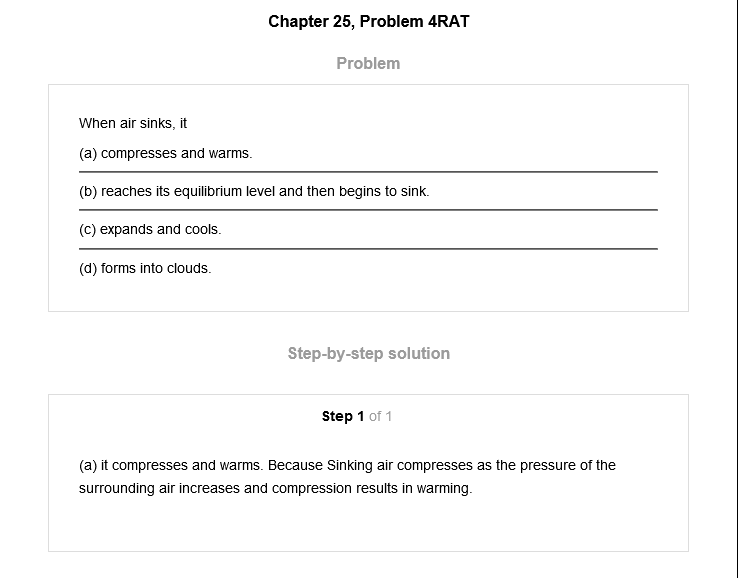 Chapter 25, Problem 4RAT
Problem
When air sinks, it
(a) compresses and warms.
(b) reaches its equilibrium level and then begins to sink.
(c) expands and cools.
(d) forms into clouds.
Step-by-step solution
Step 1 of 1
(a) it compresses and warms. Because Sinking air compresses as the pressure of the
surrounding air increases and compression results in warming.